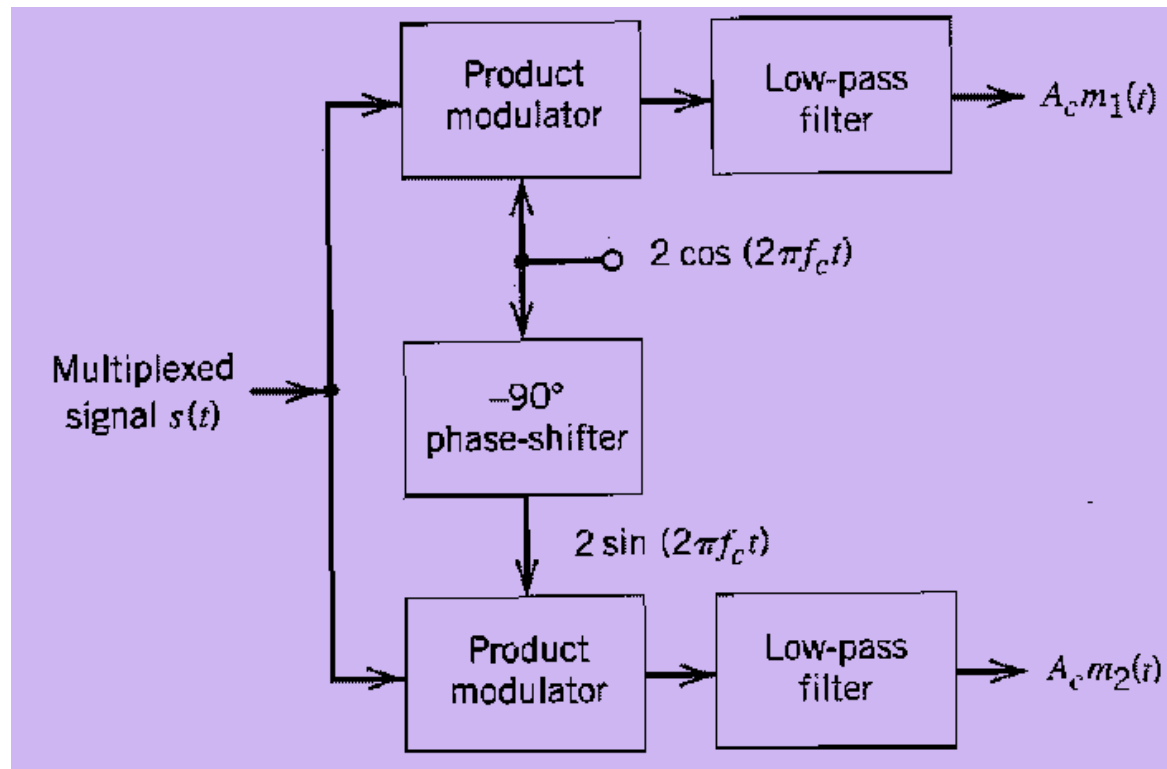 Product
modulator
Low-pass
filter
A_c m_1(t)
2 cos (2πf_c t)
Multiplexed
signal s(t)
–90°
phase-shifter
2 sin (2πf_c t)
Product
modulator
Low-pass
filter
A_c m_2(t)